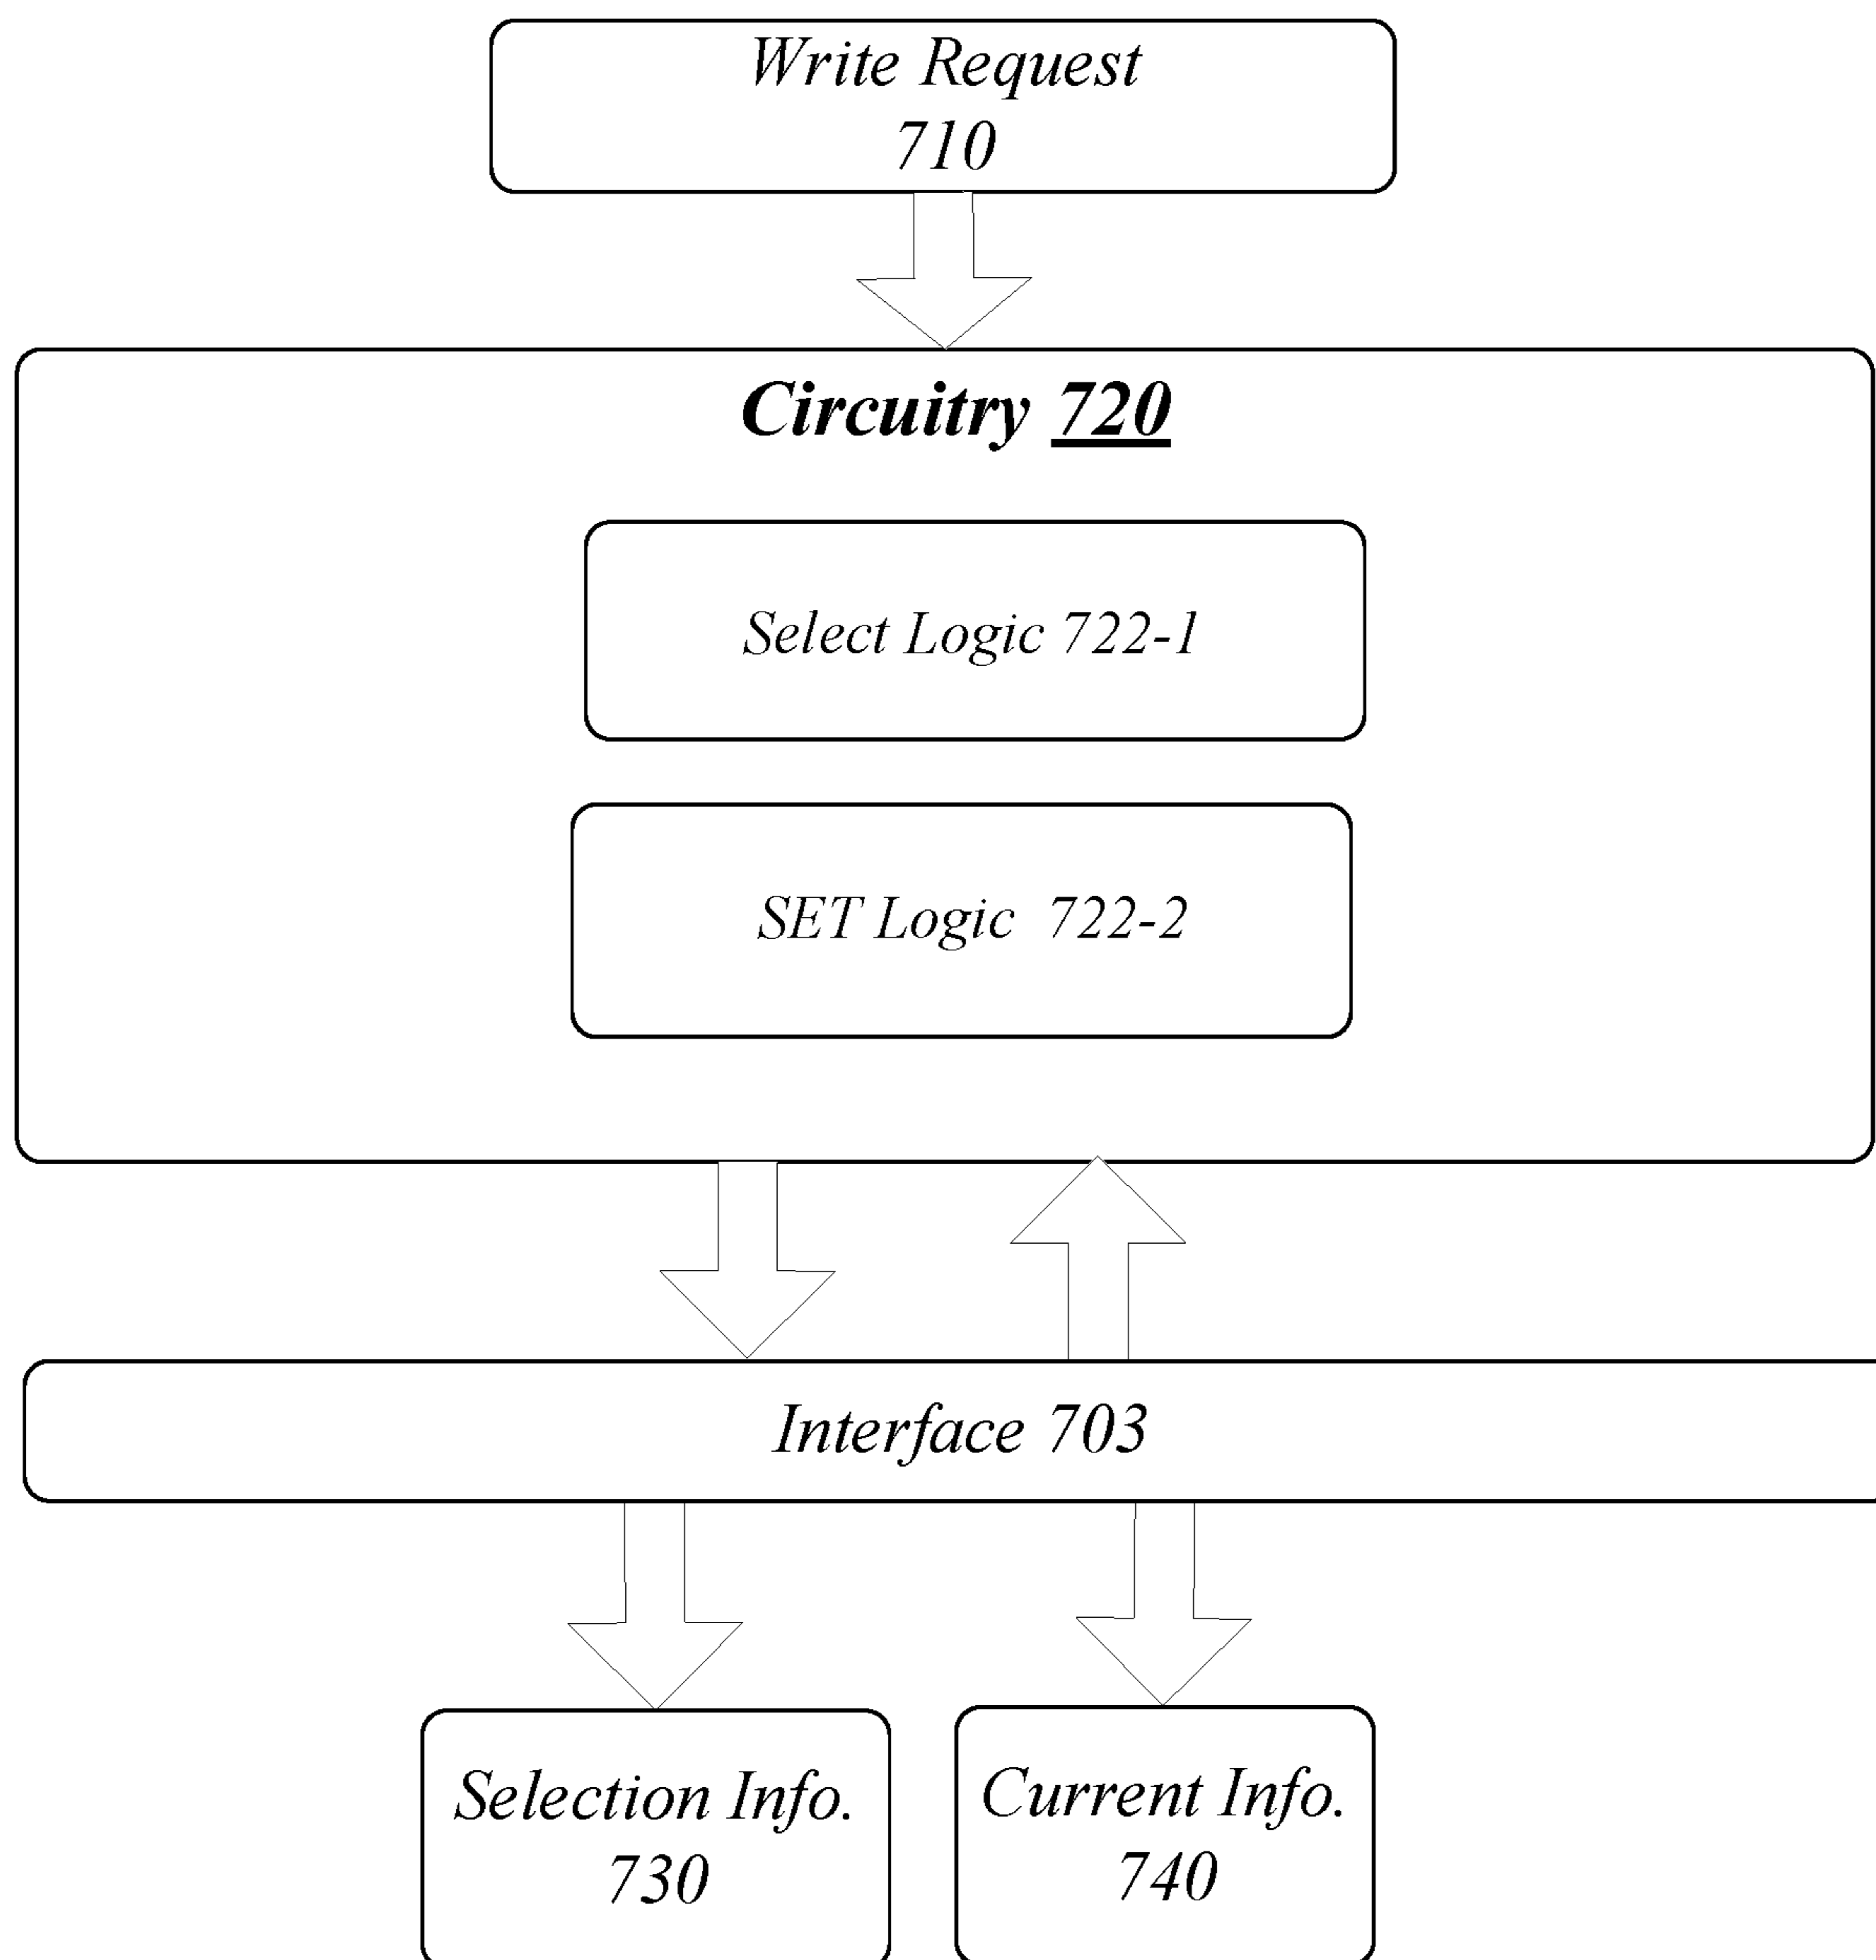 Write Request
710
Circuitry 720
Select Logic 722-1
SET Logic 722-2
Interface 703
Selection Info.
730
Current Info.
740